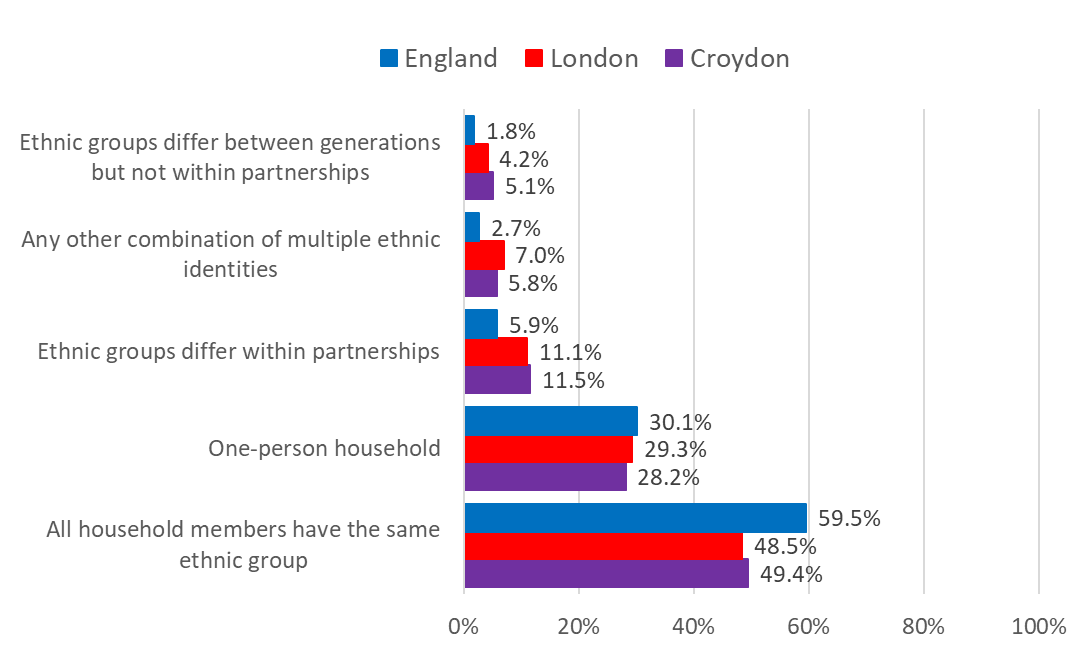 England London Croydon
Ethnic groups differ between generations
but not within partnerships
1.8%
4.2%
5.1%
Any other combination of multiple ethnic
identities
2.7%
7.0%
5.8%
Ethnic groups differ within partnerships
5.9%
11.1%
11.5%
One-person household
30.1%
29.3%
28.2%
All household members have the same
ethnic group
59.5%
48.5%
49.4%
0% 20% 40% 60% 80% 100%